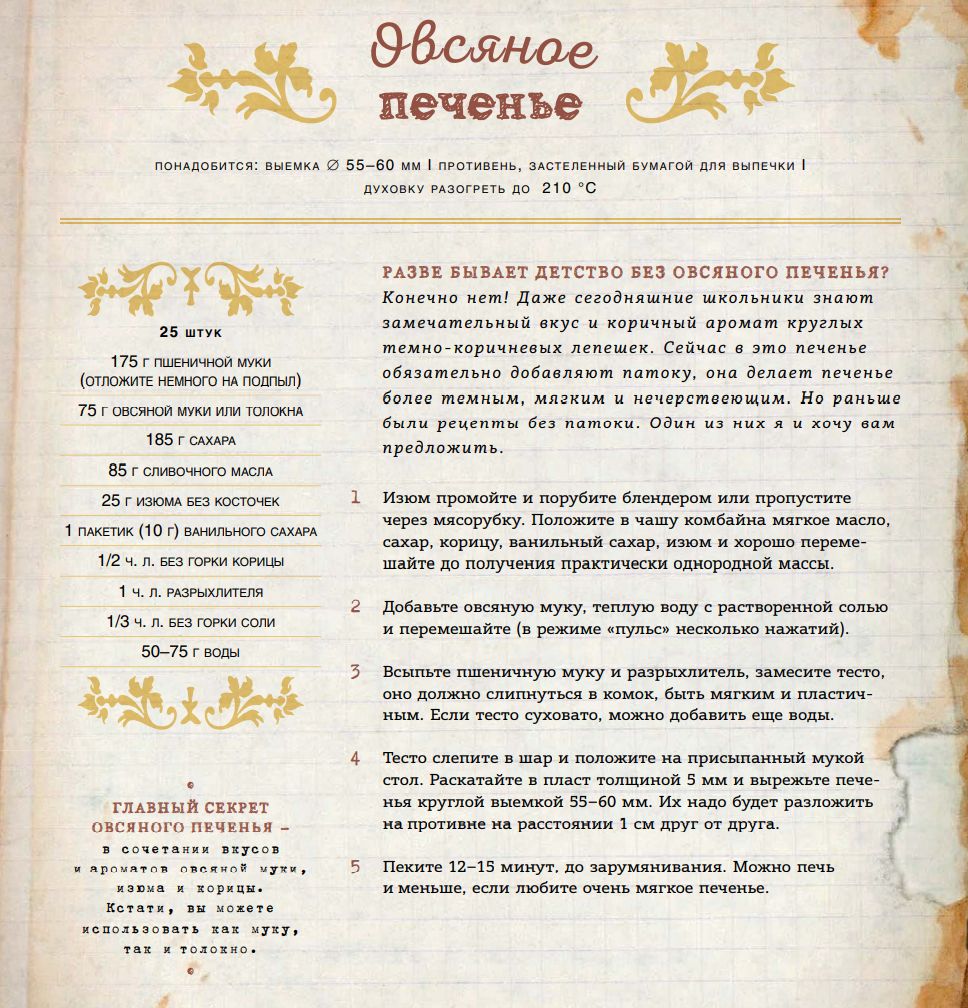 Овсяное
печенье
ПОНАДОБИТСЯ: ВЫЕМКА ∅ 55–60 ММ I ПРОТИВЕНЬ, ЗАСТЕЛЕННЫЙ БУМАГОЙ ДЛЯ ВЫПЕЧКИ I
ДУХОВКУ РАЗОГРЕТЬ ДО 210 °C
25 ШТУК
175 Г ПШЕНИЧНОЙ МУКИ
(ОТЛОЖИТЕ НЕМНОГО НА ПОДПЫЛ)
75 Г ОВСЯНОЙ МУКИ ИЛИ ТОЛОКНА
185 Г САХАРА
85 Г СЛИВОЧНОГО МАСЛА
25 Г ИЗЮМА БЕЗ КОСТОЧЕК
1 ПАКЕТИК (10 Г) ВАНИЛЬНОГО САХАРА
1/2 Ч. Л. БЕЗ ГОРКИ КОРИЦЫ
1 Ч. Л. РАЗРЫХЛИТЕЛЯ
1/3 Ч. Л. БЕЗ ГОРКИ СОЛИ
50–75 Г ВОДЫ
ГЛАВНЫЙ СЕКРЕТ
ОВСЯНОГО ПЕЧЕНЬЯ –
в сочетании вкусов
и ароматов овсяной муки,
изюма и корицы.
Кстати, вы можете
использовать как муку,
так и толокно.
РАЗВЕ БЫВАЕТ ДЕТСТВО БЕЗ ОВСЯНОГО ПЕЧЕНЬЯ?
Конечно нет! Даже сегодняшние школьники знают
замечательный вкус и коричный аромат круглых
темно-коричневых лепешек. Сейчас в это печенье
обязательно добавляют патоку, она делает печенье
более темным, мягким и нечерствеющим. Но раньше
были рецепты без патоки. Один из них я и хочу вам
предложить.
1 Изюм промойте и порубите блендером или пропустите
через мясорубку. Положите в чашу комбайна мягкое масло,
сахар, корицу, ванильный сахар, изюм и хорошо переме-
шайте до получения практически однородной массы.
2 Добавьте овсяную муку, теплую воду с растворенной солью
и перемешайте (в режиме «пульс» несколько нажатий).
3 Всыпьте пшеничную муку и разрыхлитель, замесите тесто,
оно должно слипнуться в комок, быть мягким и пластич-
ным. Если тесто суховато, можно добавить еще воды.
4 Тесто слепите в шар и положите на присыпанный мукой
стол. Раскатайте в пласт толщиной 5 мм и вырежьте пече-
нья круглой выемкой 55–60 мм. Их надо будет разложить
на противне на расстоянии 1 см друг от друга.
5 Пеките 12–15 минут, до зарумянивания. Можно печь
и меньше, если любите очень мягкое печенье.